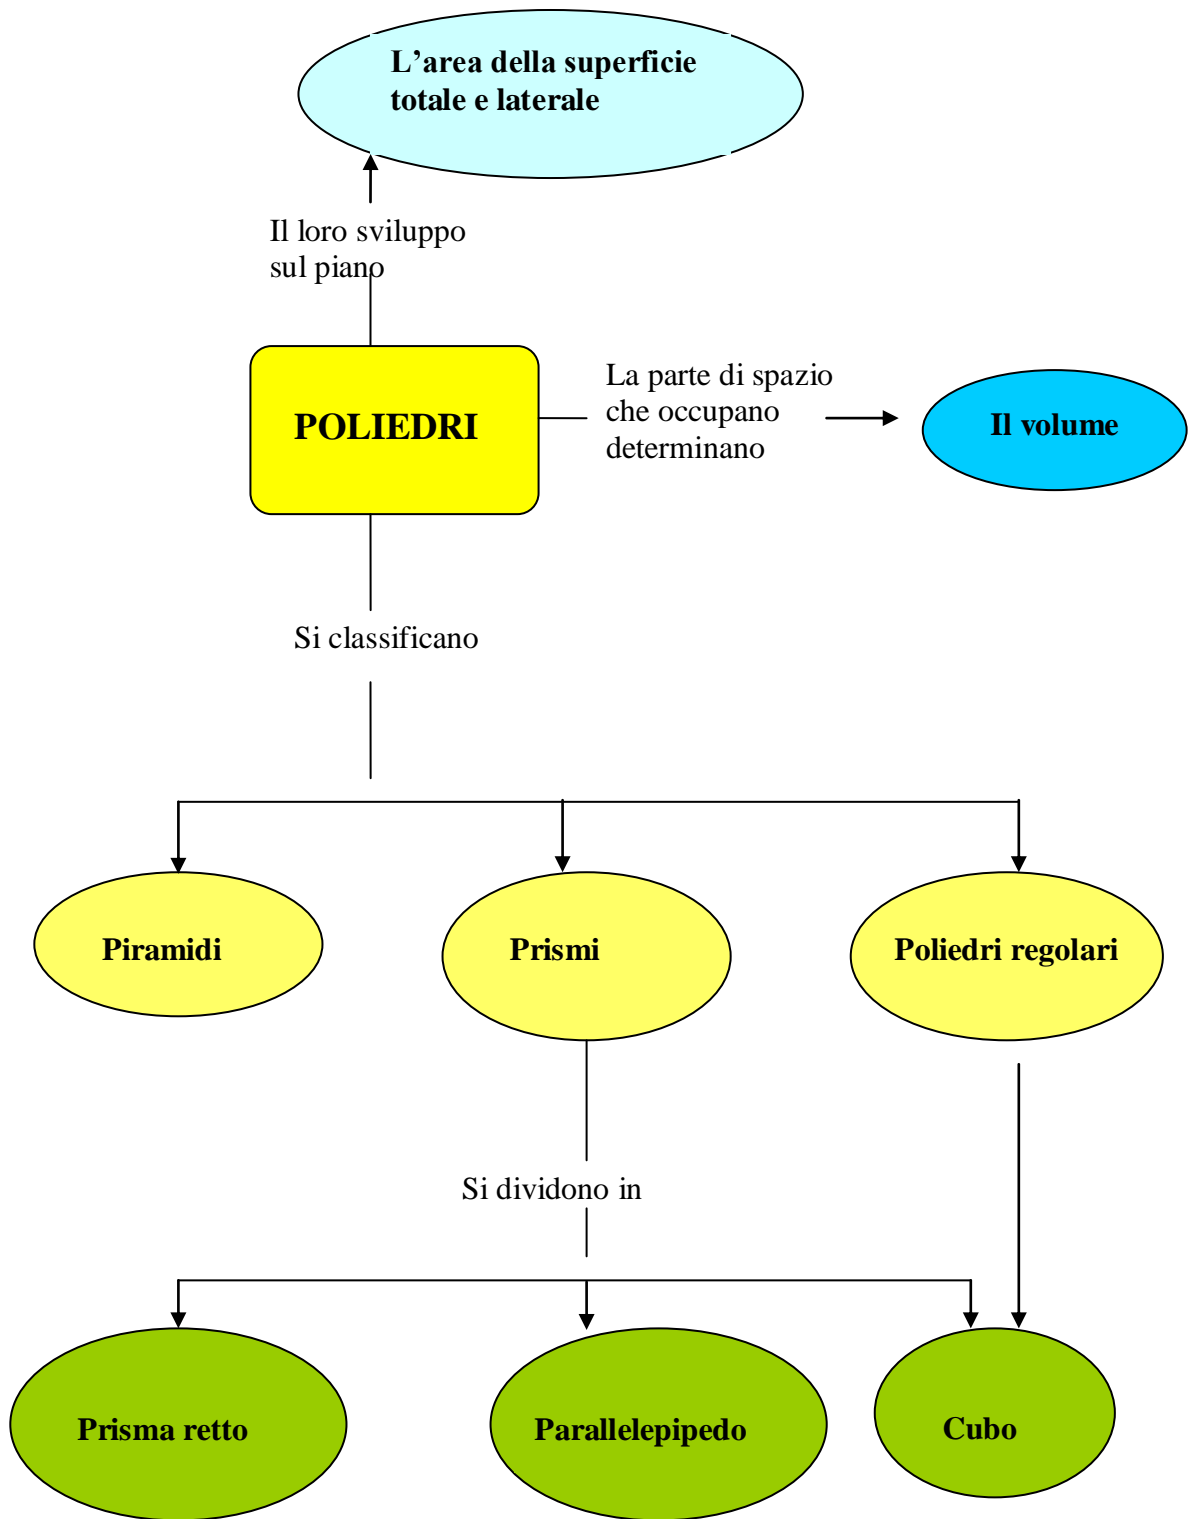 L’area della superficie
totale e laterale
Il loro sviluppo
sul piano
POLIEDRI
La parte di spazio
che occupano
determinano
Il volume
Si classificano
Piramidi
Prismi
Poliedri regolari
Si dividono in
Prisma retto
Parallelepipedo
Cubo